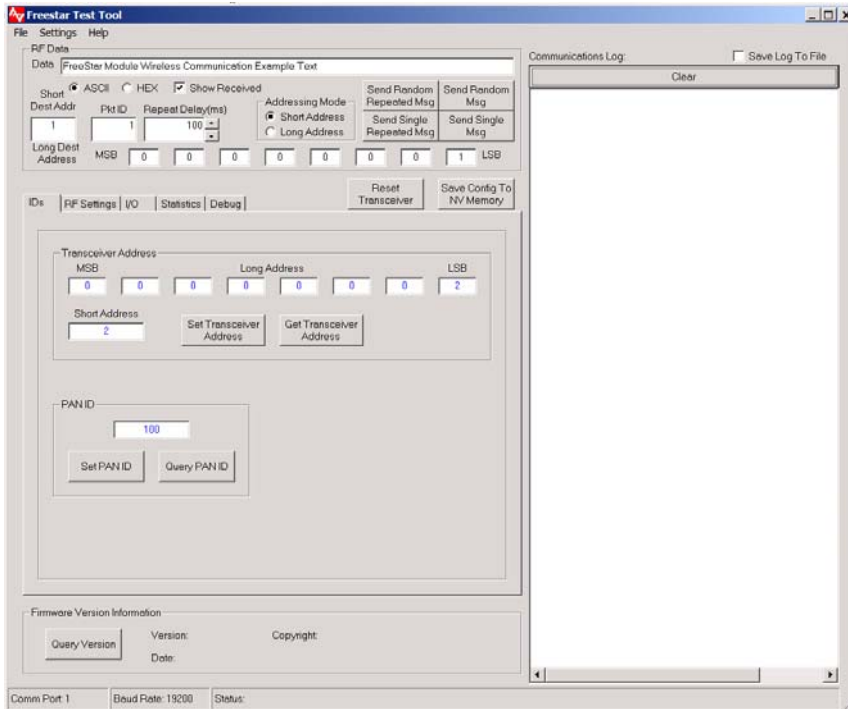 Freestar Test Tool
File Settings Help
RF Data
Data FreeStar Module Wireless Communication Example Text
ASCII HEX Show Received
Short Dest Addr
1
Pkt ID
1
Repeat Delay(ms)
100
Addressing Mode
Short Address
Long Address
Send Random Repeated Msg
Send Random Msg
Send Single Repeated Msg
Send Single Msg
Long Dest Address
MSB 0 0 0 0 0 0 0 1 LSB
Reset Transceiver
Save Config To NV Memory
IDs RF Settings I/O Statistics Debug
Transceiver Address
MSB Long Address LSB
0 0 0 0 0 0 0 2
Short Address
2
Set Transceiver Address
Get Transceiver Address
PAN ID
100
Set PAN ID Query PAN ID
Firmware Version Information
Query Version
Version: Copyright:
Date:
Comm Port: 1 Baud Rate: 19200 Status:
Communications Log: Save Log To File
Clear